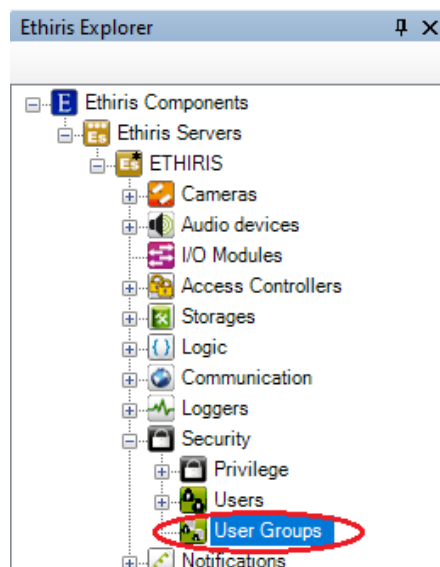 Ethiris Explorer
Ethiris Components
Ethiris Servers
ETHIRIS
Cameras
Audio devices
I/O Modules
Access Controllers
Storages
Logic
Communication
Loggers
Security
Privilege
Users
User Groups
Notifications